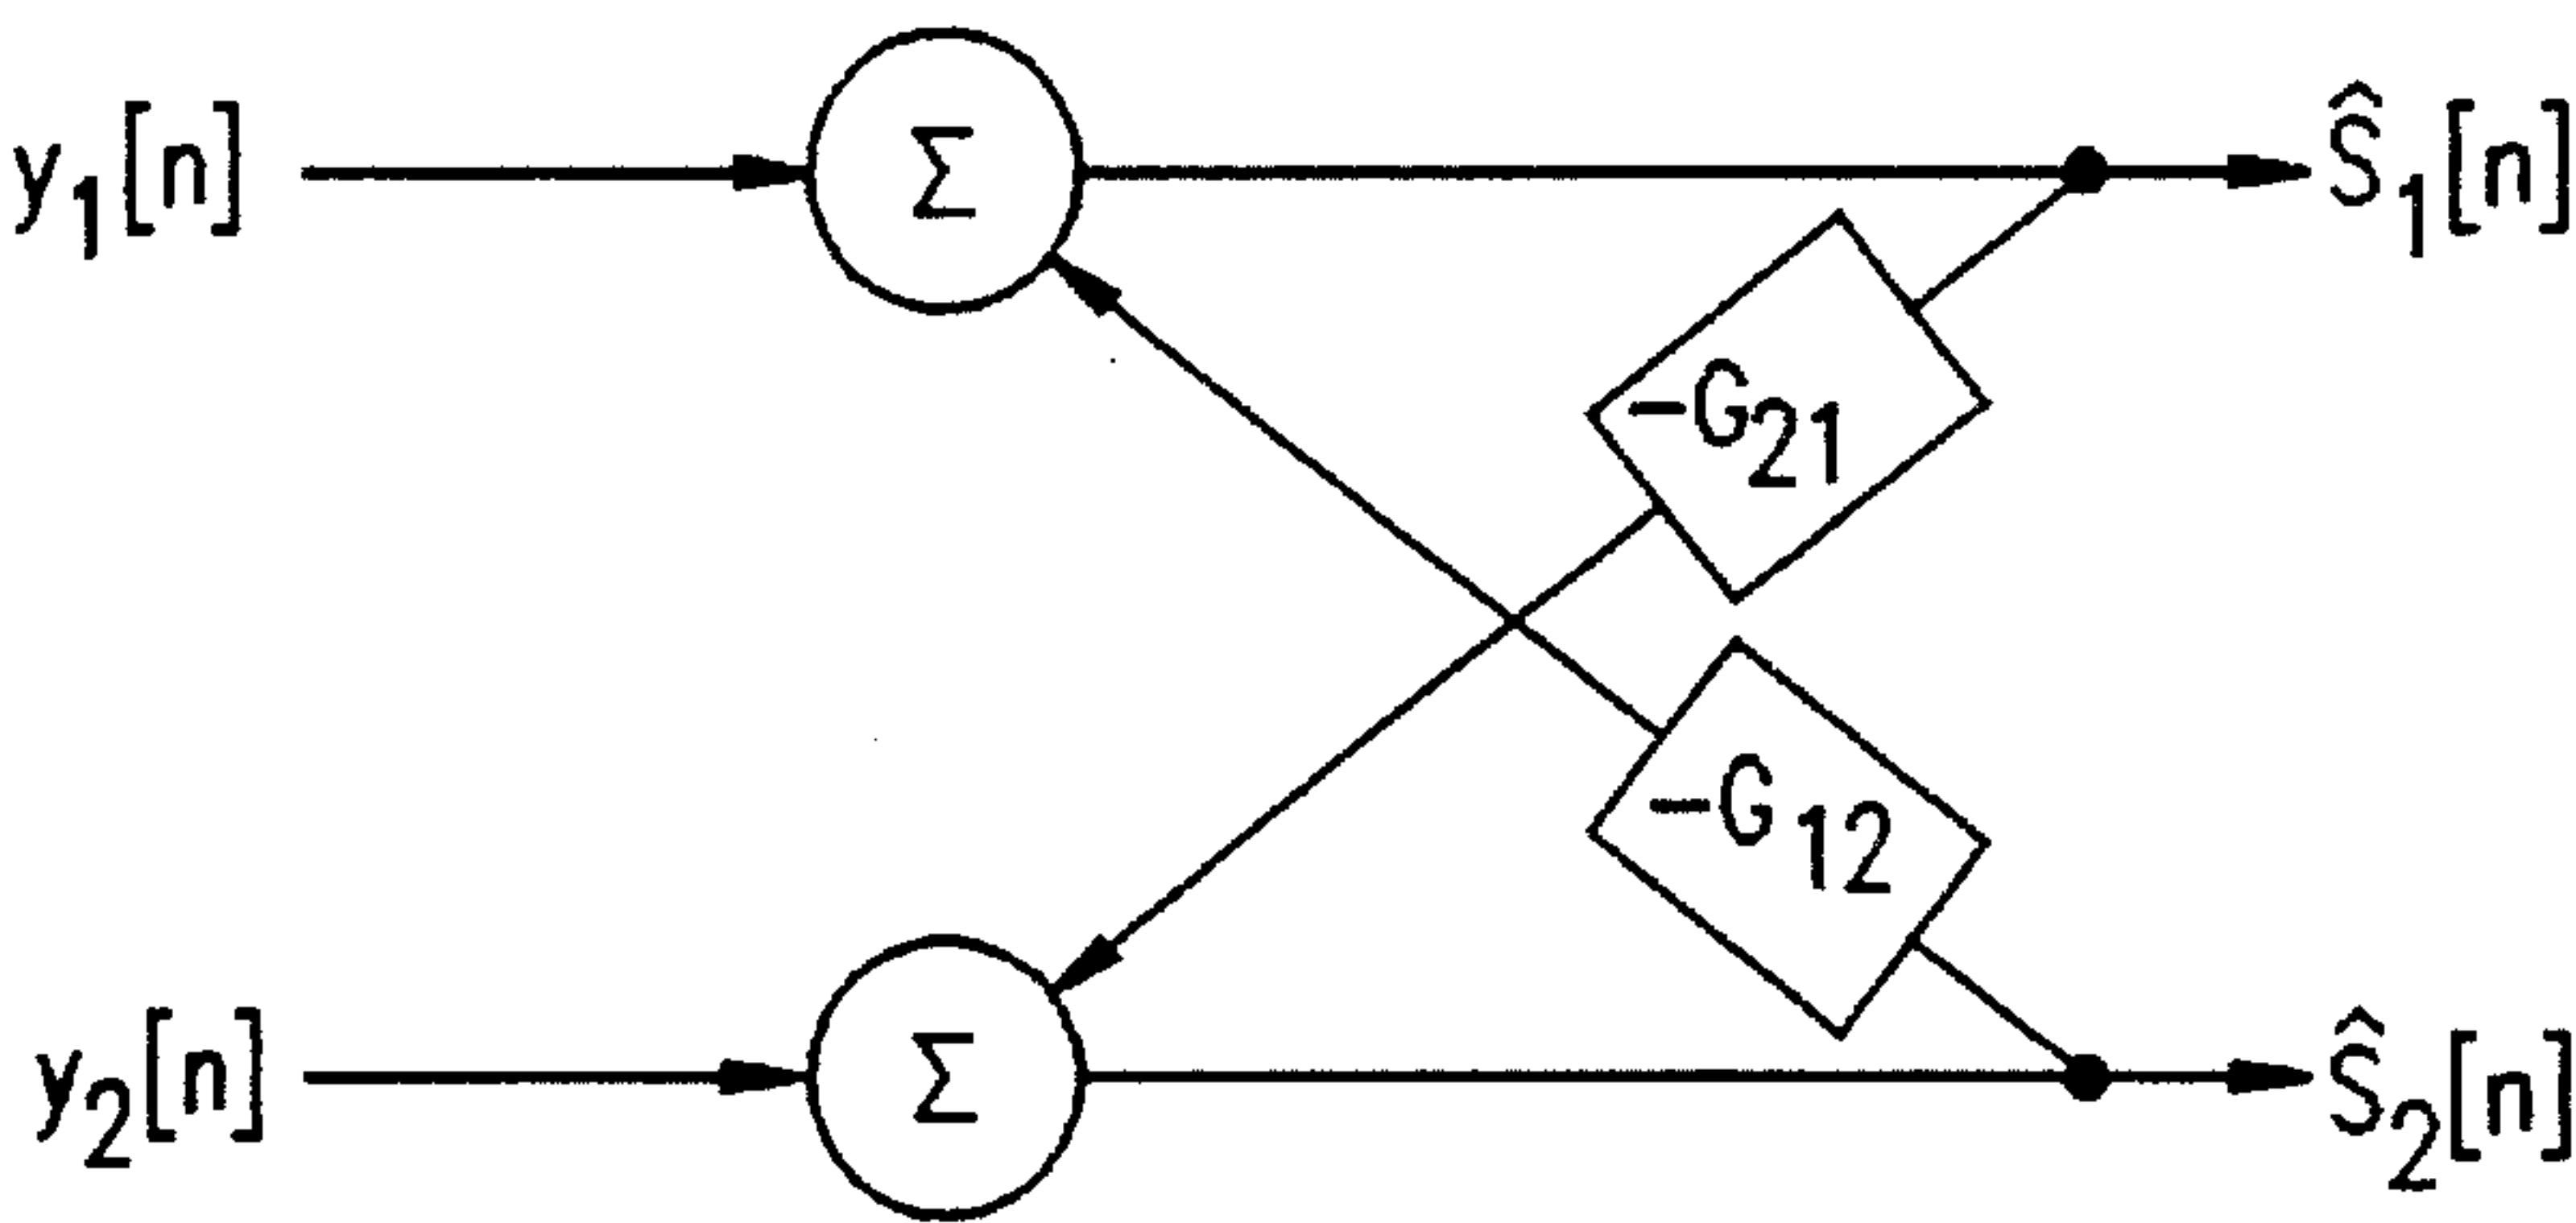 y₁[n]
Σ
Ŝ₁[n]
-G₂₁
-G₁₂
y₂[n]
Σ
Ŝ₂[n]